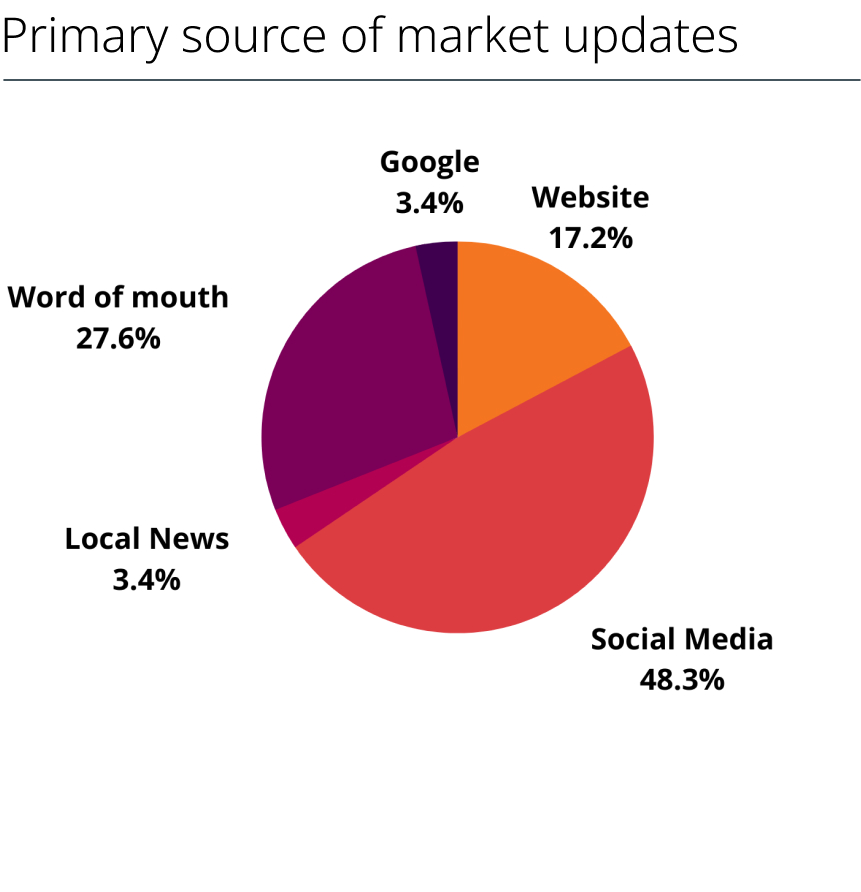 Primary source of market updates
Google
3.4%
Website
17.2%
Word of mouth
27.6%
Local News
3.4%
Social Media
48.3%